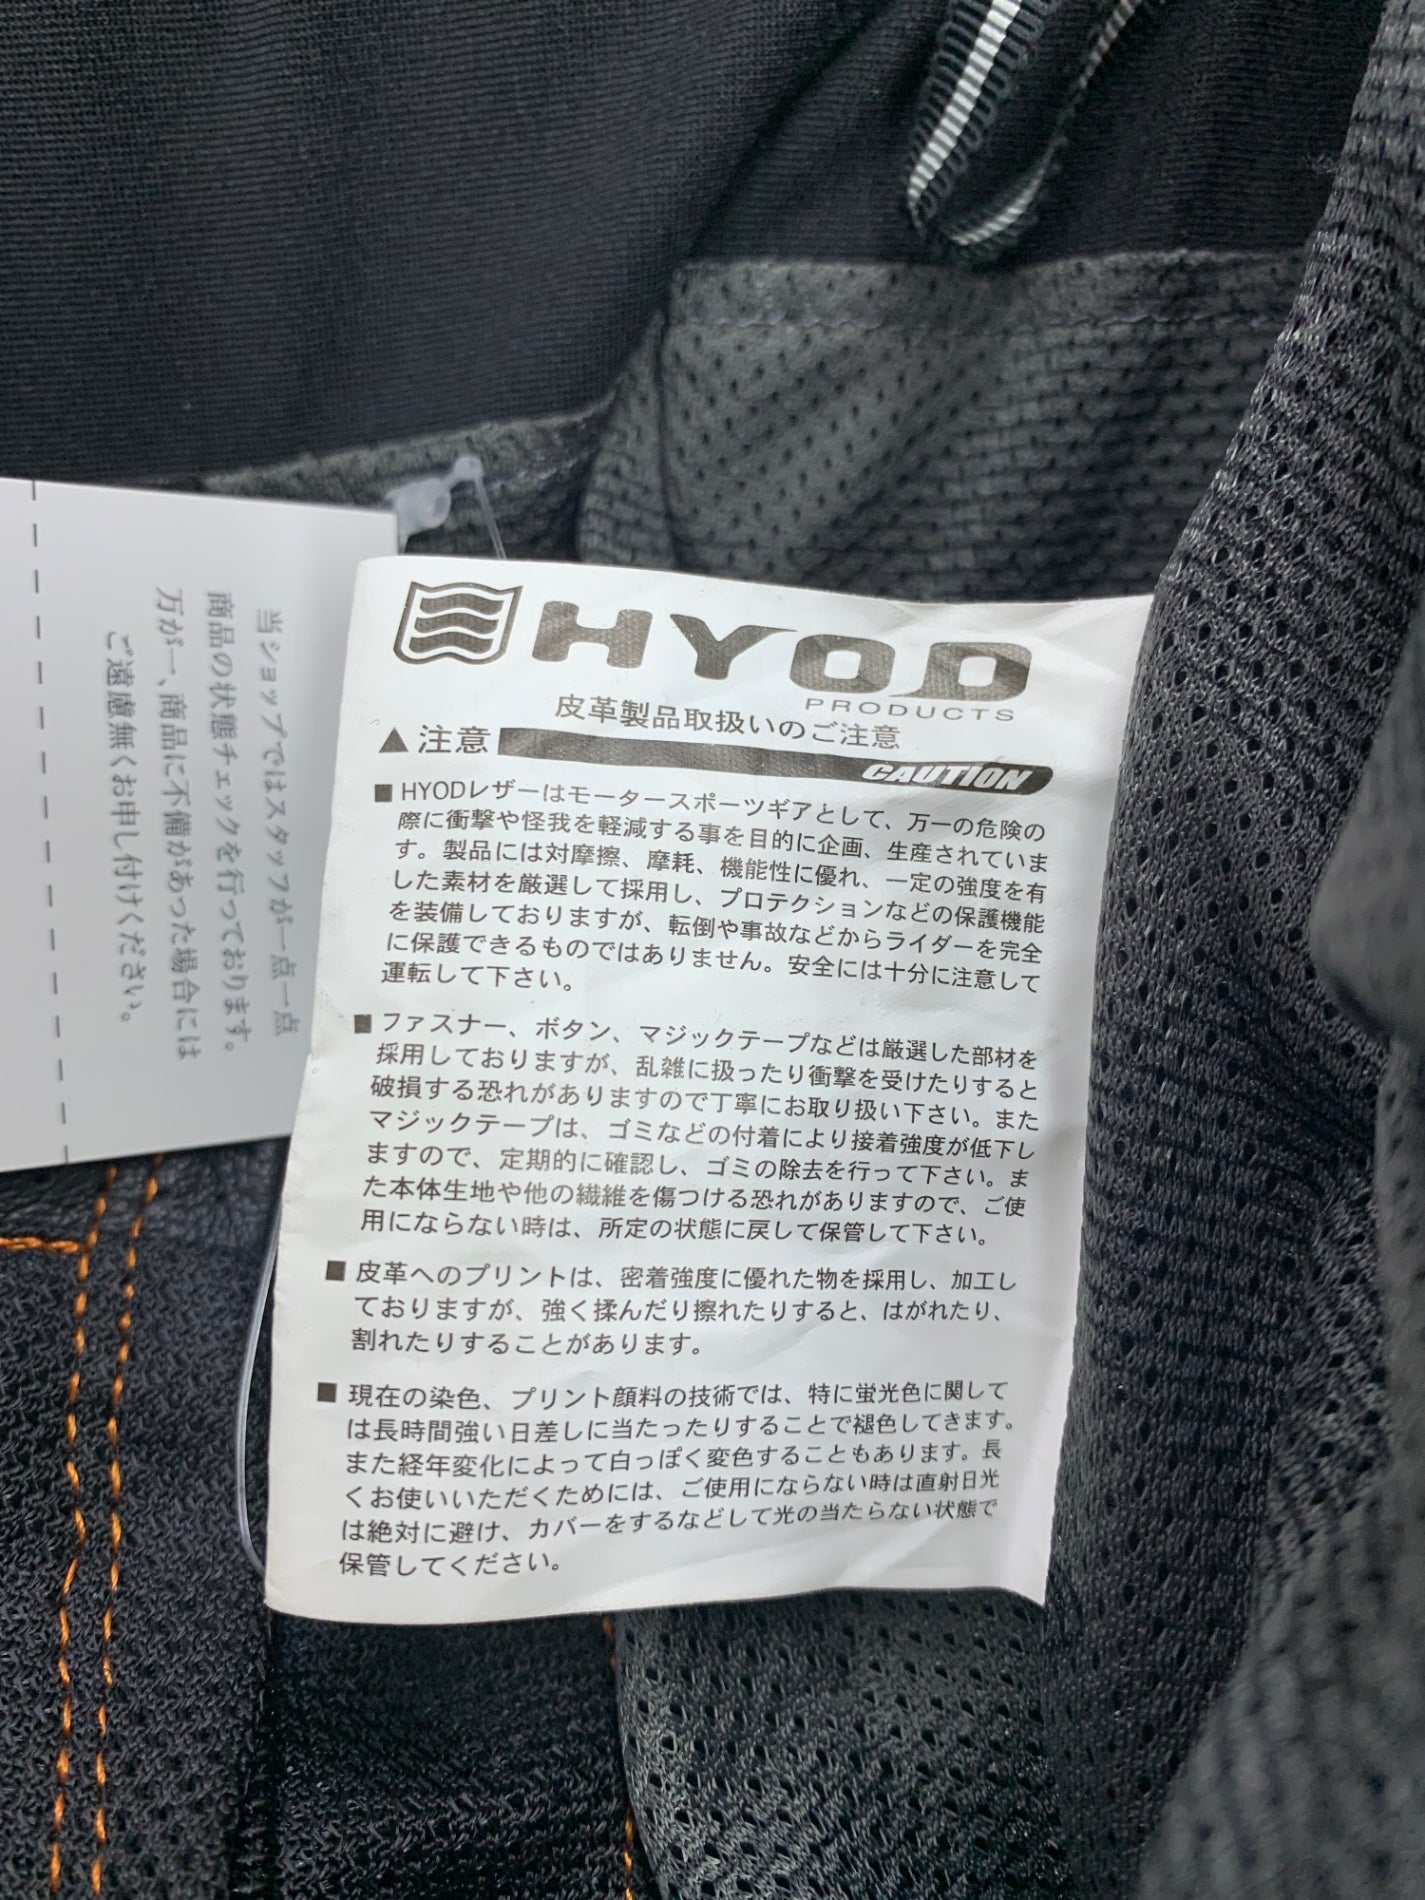 HYOD
PRODUCTS
皮革製品取扱いのご注意
▲注意
CAUTION
■HYODレザーはモータースポーツギアとして、万一の危険の
際に衝撃や怪我を軽減する事を目的に企画、生産されていま
す。製品には対摩擦、摩耗、機能性に優れ、一定の強度を有
した素材を厳選して採用し、プロテクションなどの保護機能
を装備しておりますが、転倒や事故などからライダーを完全
に保護できるものではありません。安全には十分に注意して
運転して下さい。
■ファスナー、ボタン、マジックテープなどは厳選した部材を
採用しておりますが、乱雑に扱ったり衝撃を受けたりすると
破損する恐れがありますので丁寧にお取り扱い下さい。また
マジックテープは、ゴミなどの付着により接着強度が低下し
ますので、定期的に確認し、ゴミの除去を行って下さい。ま
た本体生地や他の繊維を傷つける恐れがありますので、ご使
用にならない時は、所定の状態に戻して保管して下さい。
■皮革へのプリントは、密着強度に優れた物を採用し、加工し
ておりますが、強く揉んだり擦れたりすると、はがれたり、
割れたりすることがあります。
■現在の染色、プリント顔料の技術では、特に蛍光色に関して
は長時間強い日差しに当たったりすることで褪色してきます。
また経年変化によって白っぽく変色することもあります。長
くお使いいただくためには、ご使用にならない時は直射日光
は絶対に避け、カバーをするなどして光の当たらない状態で
保管してください。
当ショップではスタッフが一点一点
商品の状態チェックを行っております。
万が一、商品に不備があった場合には
ご遠慮無くお申し付けください。